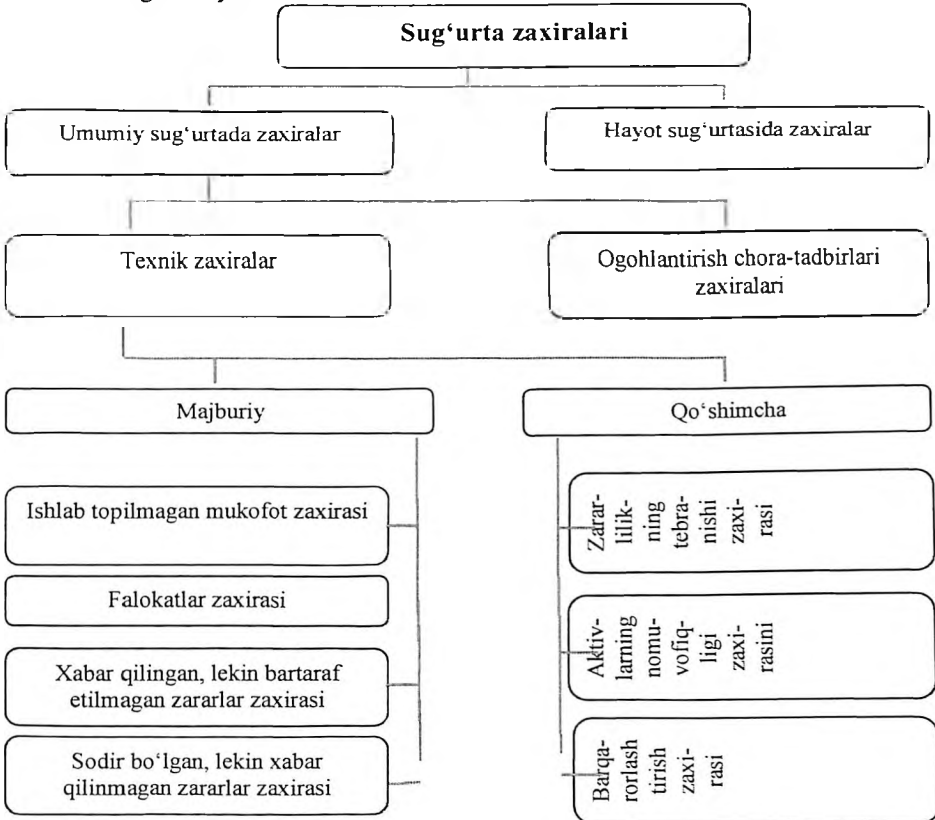 Sug‘urta zaxiralari
Umumiy sug‘urtada zaxiralar
Hayot sug‘urtasida zaxiralar
Texnik zaxiralar
Ogohlantirish chora-tadbirlari
zaxiralari
Majburiy
Qo‘shimcha
Ishlab topilmagan mukofot zaxirasi
Falokatlar zaxirasi
Xabar qilingan, lekin bartaraf
etilmagan zararlar zaxirasi
Sodir bo‘lgan, lekin xabar
qilinmagan zararlar zaxirasi
Zarar-
lilik-
ning
tebra-
nishi
zaxi-
rasi
Aktiv-
larning
nomu-
vofiq-
ligi
zaxi-
rasini
Barqa-
rorlash
tirish
zaxi-
rasi